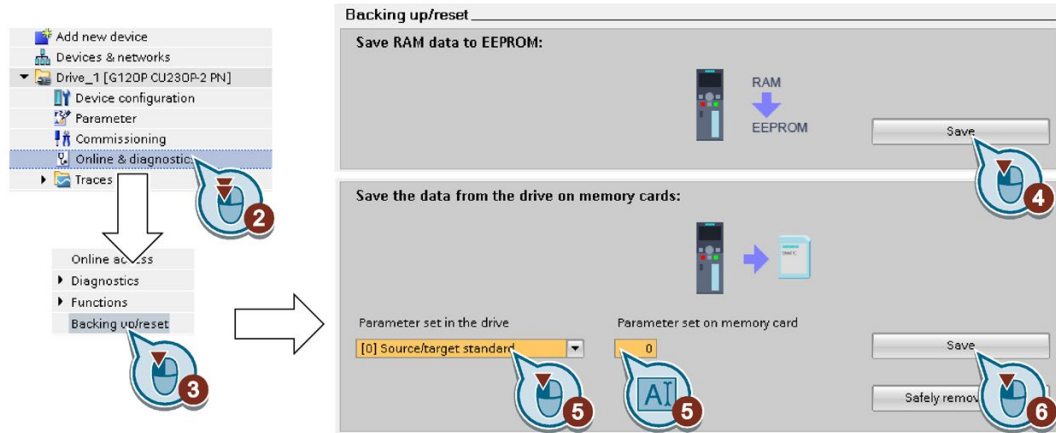 Add new device
Devices & networks
Drive_1 [G120P CU230P-2 PN]
Device configuration
Parameter
Commissioning
Online & diagnostic
Traces
2
Online access
Diagnostics
Functions
Backing up/reset
3
Backing up/reset
Save RAM data to EEPROM:
RAM
EEPROM
Save
4
Save the data from the drive on memory cards:
Parameter set in the drive
Parameter set on memory card
[0] Source/target standard
0
Save
5
5
Safely remov
6